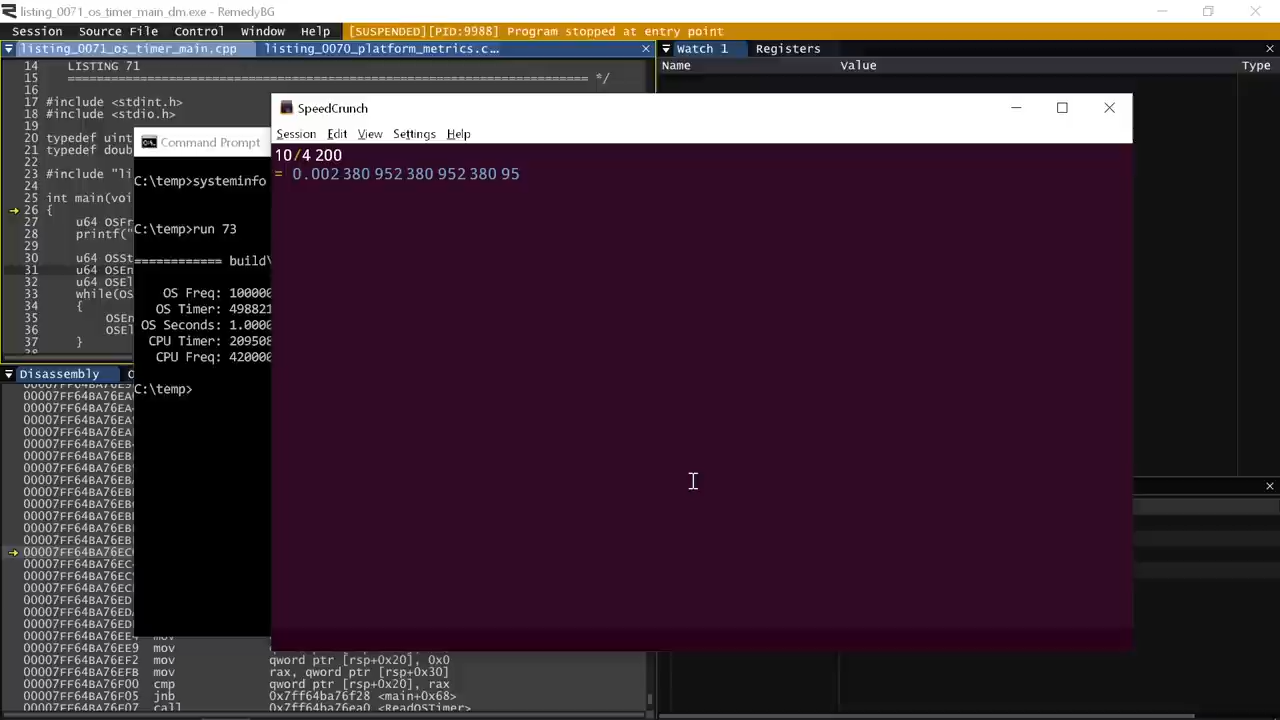 listing_0071_os_timer_main_dm.exe - RemedyBG
Session Source File Control Window Help [SUSPENDED][PID:9988] Program stopped at entry point
listing_0071_os_timer_main.cpp listing_0070_platform_metrics.c...
Watch 1 Registers
Name Value Type
14 LISTING 71
15 ======================================================================== */
16
17 #include <stdint.h>
18 #include <stdio.h>
19
20 typedef uint
21 typedef doub
22
23 #include "li
24
25 int main(voi
26 {
27 u64 OSFr
28 printf("
29
30 u64 OSSt
31 u64 OSEn
32 u64 OSEl
33 while(OS
34 {
35 OSEn
36 OSEl
37 }
Command Prompt
C:\temp>systeminfo
C:\temp>run 73
============ build\
OS Freq: 100000
OS Timer: 498821
OS Seconds: 1.0000
CPU Timer: 209508
CPU Freq: 420000
C:\temp>
SpeedCrunch
Session Edit View Settings Help
10/4 200
= 0.002 380 952 380 952 380 95
Disassembly
00007FF64BA76EE9 mov
00007FF64BA76EF2 mov qword ptr [rsp+0x20], 0x0
00007FF64BA76EFB mov rax, qword ptr [rsp+0x30]
00007FF64BA76F00 cmp qword ptr [rsp+0x20], rax
00007FF64BA76F05 jnb 0x7ff64ba76f28 <main+0x68>
00007FF64BA76F07 call 0x7ff64ba76ea0 <ReadOSTimer>